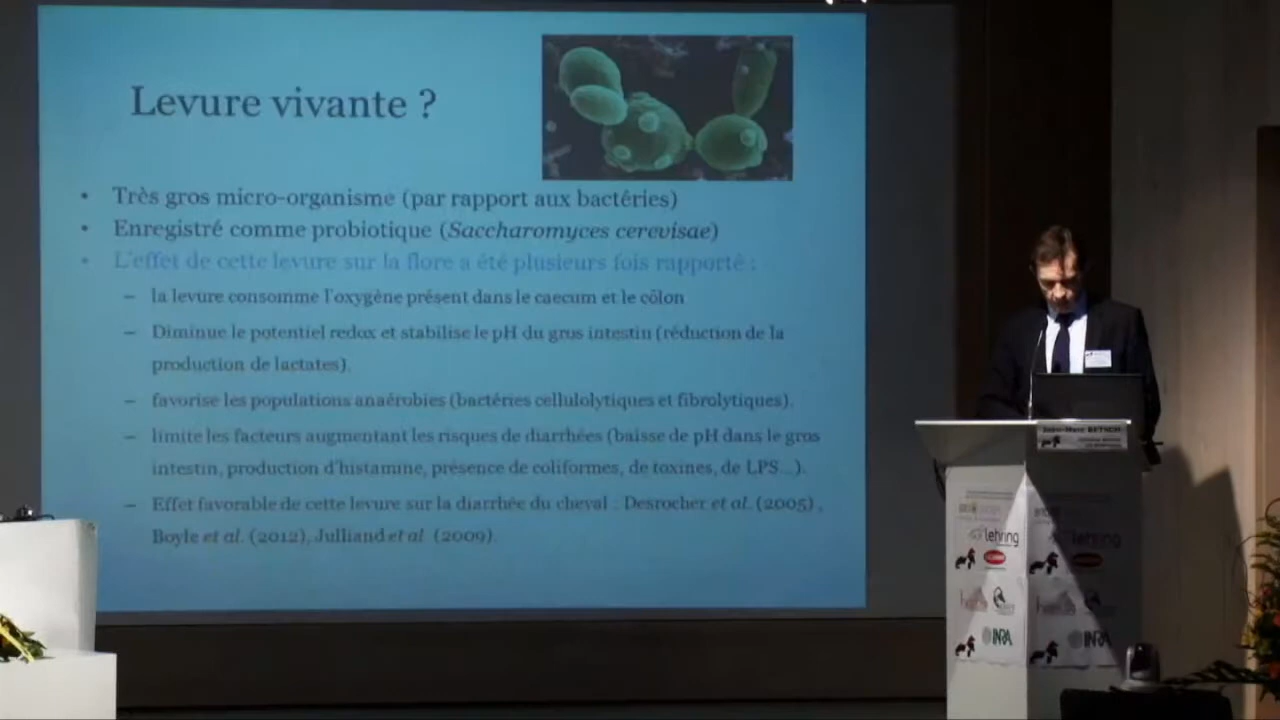 Levure vivante ?
• Très gros micro-organisme (par rapport aux bactéries)
• Enregistré comme probiotique (Saccharomyces cerevisae)
• L'effet de cette levure sur la flore a été plusieurs fois rapporté :
– la levure consomme l'oxygène présent dans le caecum et le côlon
– Diminue le potentiel redox et stabilise le pH du gros intestin (réduction de la
production de lactates).
– favorise les populations anaérobies (bactéries cellulolytiques et fibrolytiques).
– limite les facteurs augmentant les risques de diarrhées (baisse de pH dans le gros
intestin, production d'histamine, présence de coliformes, de toxines, de LPS...).
– Effet favorable de cette levure sur la diarrhée du cheval : Desrocher et al. (2005) ,
Boyle et al. (2012), Julliand et al. (2009)
lehring
lehring
INRA
INRA